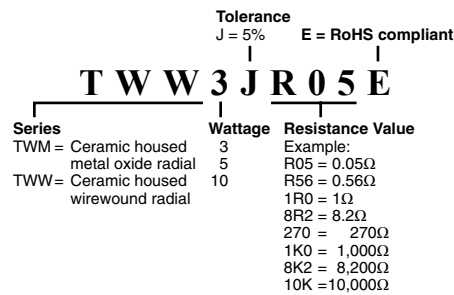 Tolerance
J = 5%
E = RoHS compliant
T W W 3 J R 0 5 E
Series
TWM = Ceramic housed
metal oxide radial
TWW = Ceramic housed
wirewound radial
Wattage
3
5
10
Resistance Value
Example:
R05 = 0.05Ω
R56 = 0.56Ω
1R0 = 1Ω
8R2 = 8.2Ω
270 = 270Ω
1K0 = 1,000Ω
8K2 = 8,200Ω
10K =10,000Ω